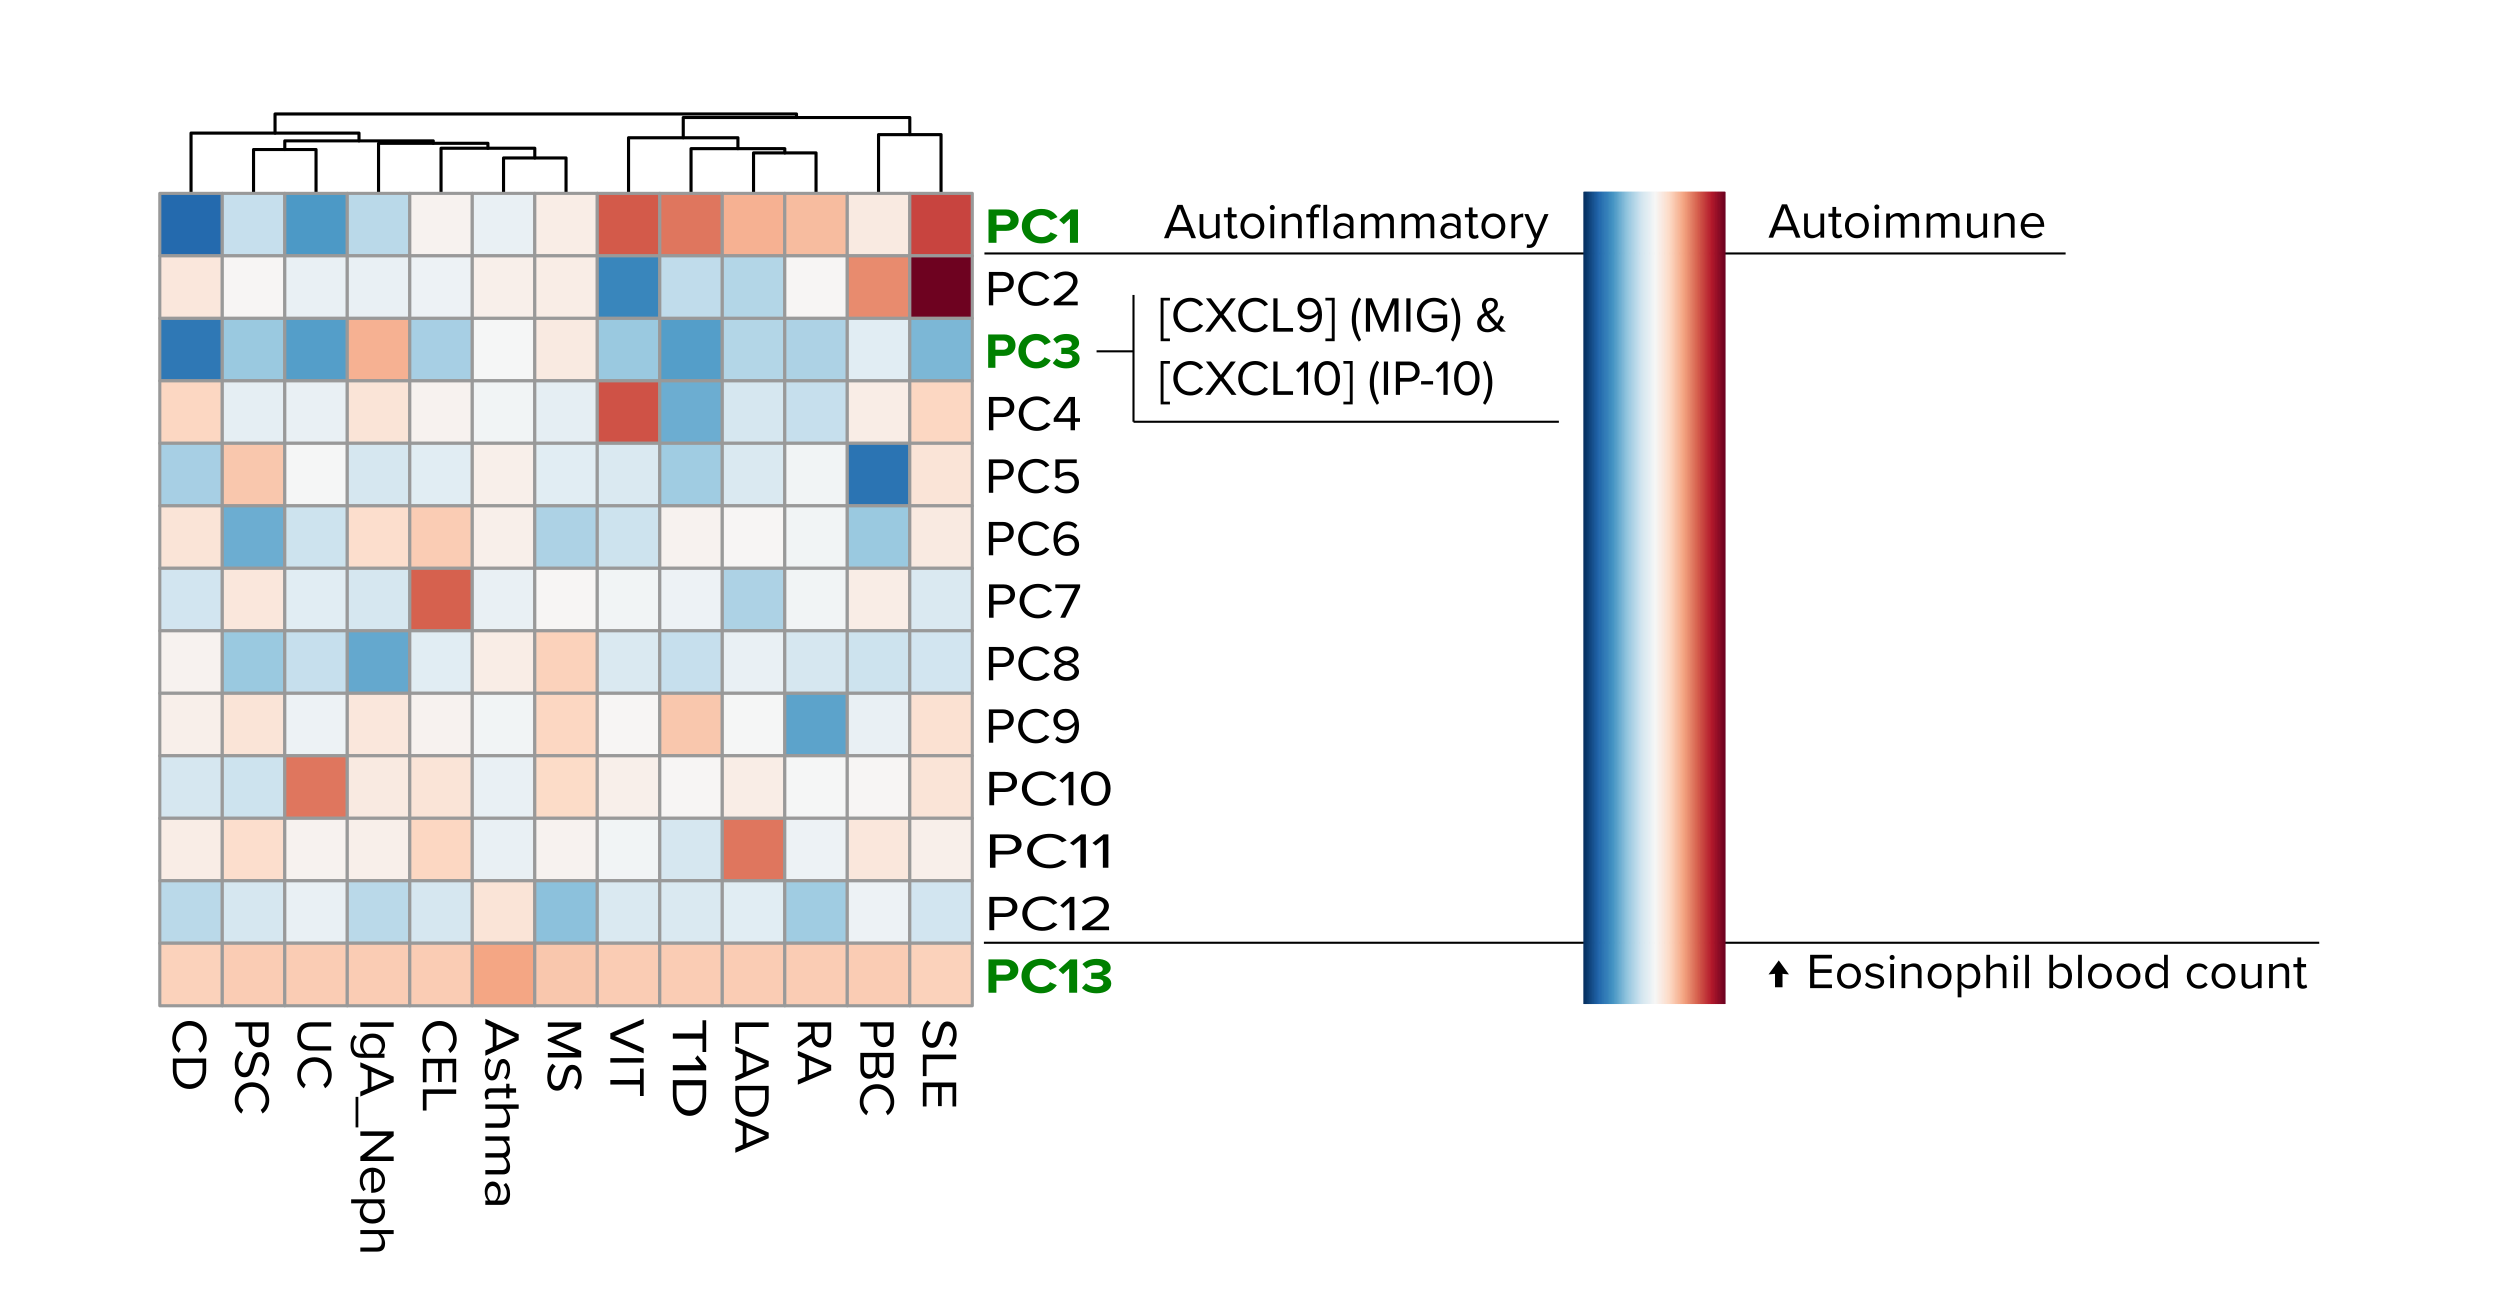 PC1
Autoinflammatory
Autoimmune
PC2
[CXCL9](MIG) &
PC3
[CXCL10] (IP-10)
PC4
PC5
PC6
PC7
PC8
PC9
PC10
PC11
PC12
PC13
Eosinophil blood count
CD
PSC
UC
IgA_Neph
CEL
Asthma
MS
VIT
T1D
LADA
RA
PBC
SLE